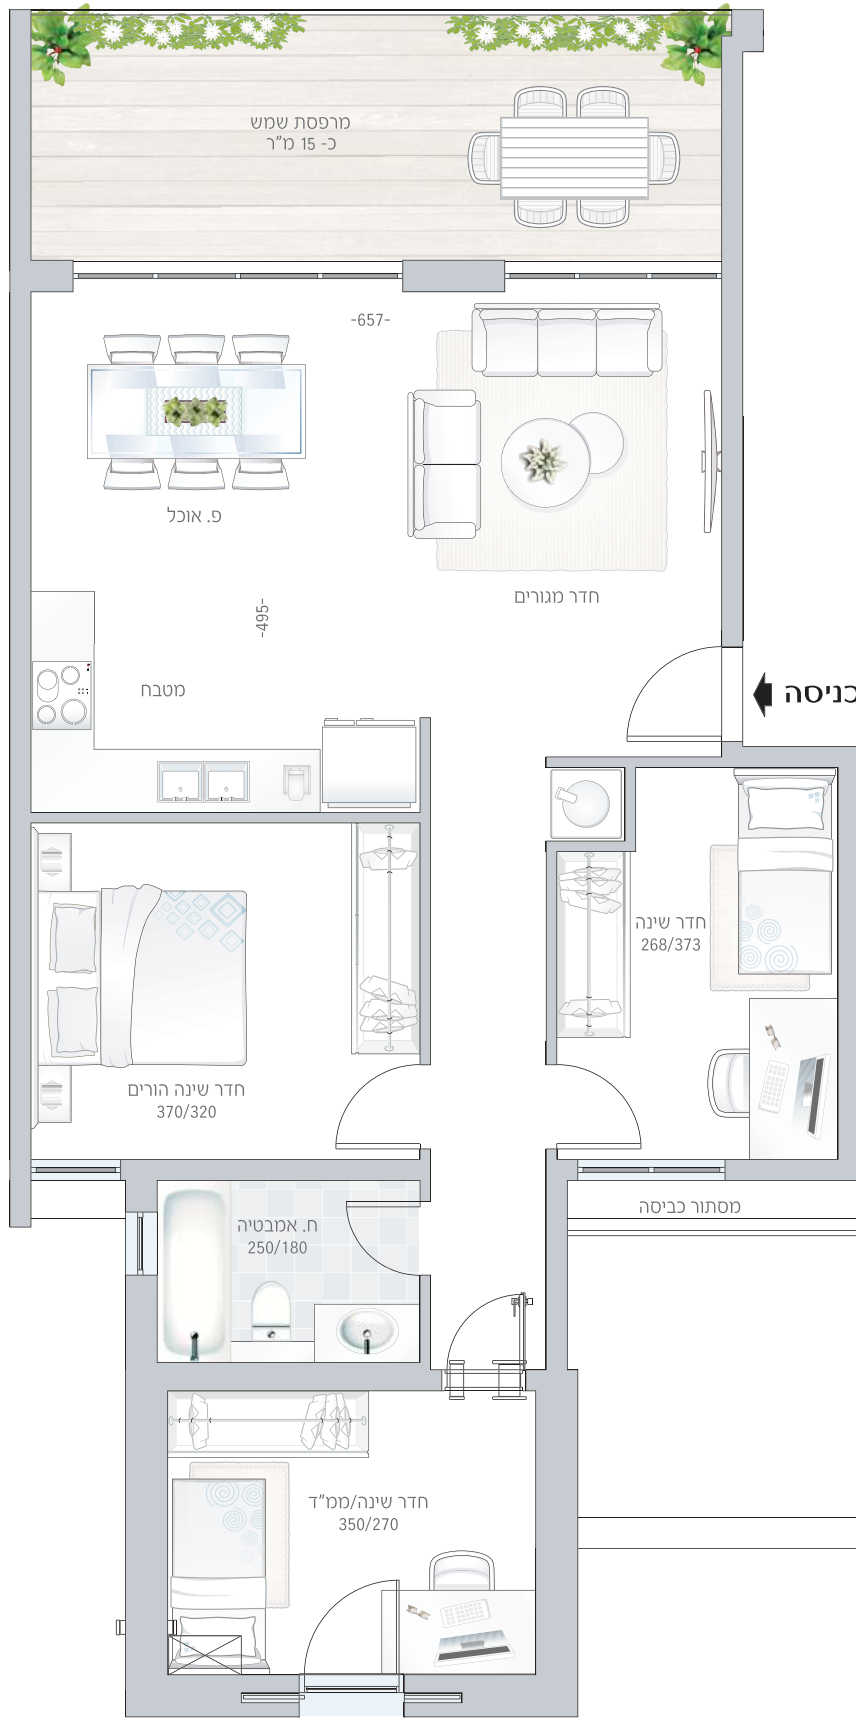 מרפסת שמש
כ- 15 מ"ר
-657-
פ. אוכל
חדר מגורים
-495-
מטבח
כניסה
חדר שינה
268/373
חדר שינה הורים
370/320
מסתור כביסה
ח. אמבטיה
250/180
חדר שינה/ממ"ד
350/270